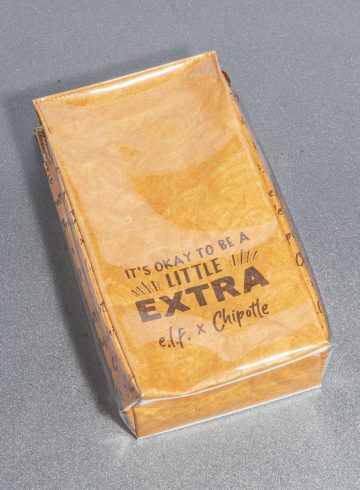 IT'S OKAY TO BE A
LITTLE
EXTRA
e.l.f. x Chipotle